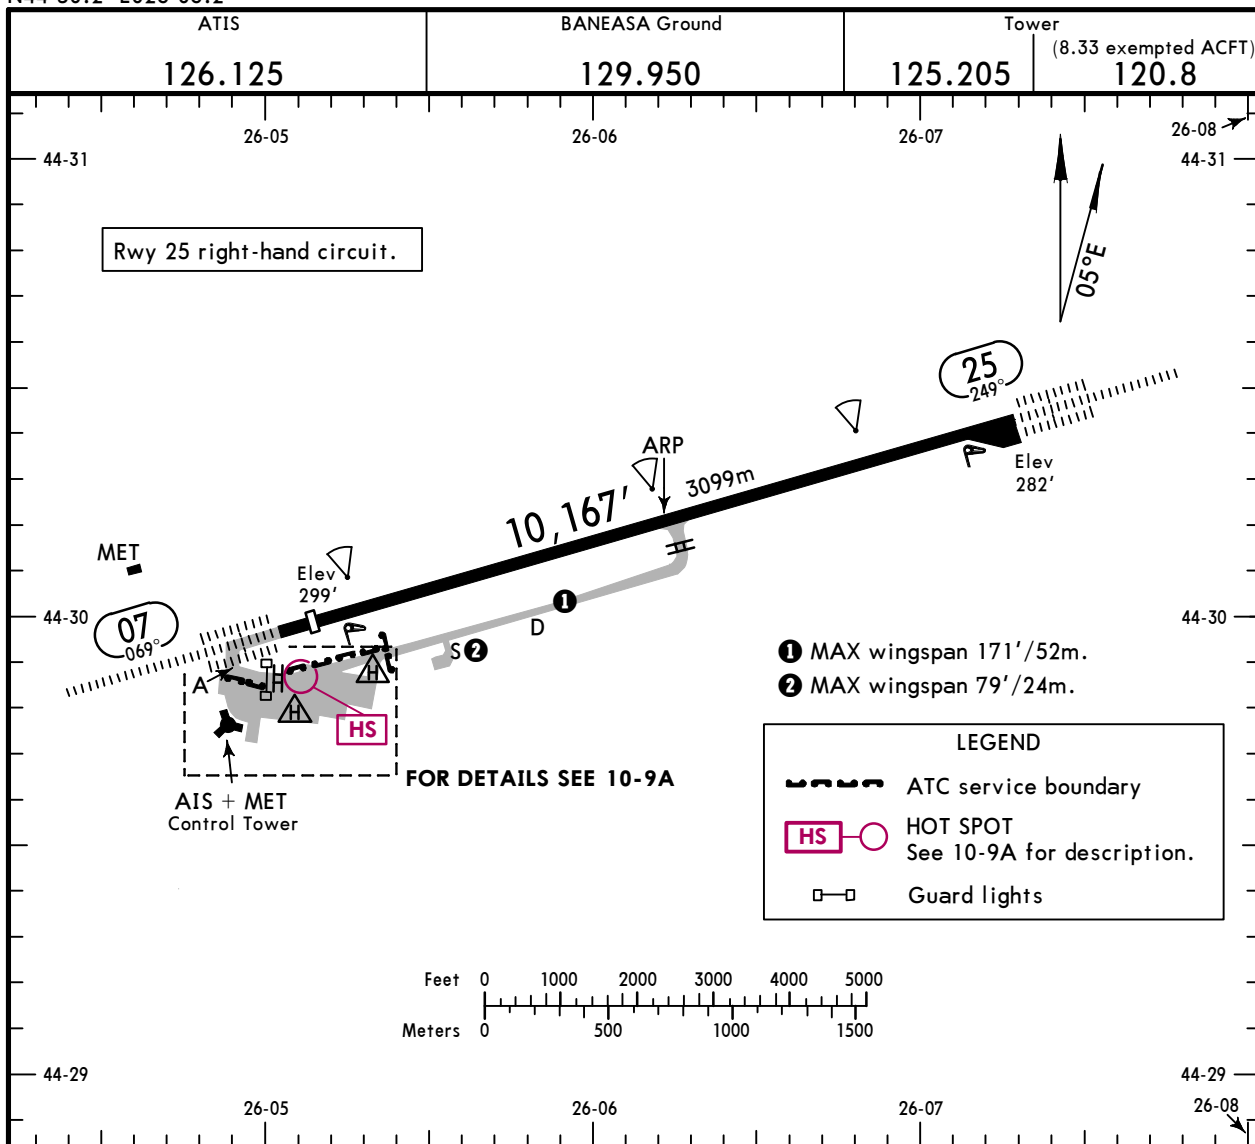 ATIS
126.125
BANEASA Ground
129.950
Tower
(8.33 exempted ACFT)
125.205
120.8
26-05
26-06
26-07
26-08
44-31
44-31
Rwy 25 right-hand circuit.
05°E
25
249°
ARP
Elev
282'
10,167'
3099m
MET
Elev
299'
07
069°
44-30
44-30
1
D
S 2
A
H
H
HS
1 MAX wingspan 171'/52m.
2 MAX wingspan 79'/24m.
FOR DETAILS SEE 10-9A
AIS + MET
Control Tower
LEGEND
ATC service boundary
HS
HOT SPOT
See 10-9A for description.
Guard lights
Feet 0 1000 2000 3000 4000 5000
Meters 0 500 1000 1500
44-29
44-29
26-05
26-06
26-07
26-08